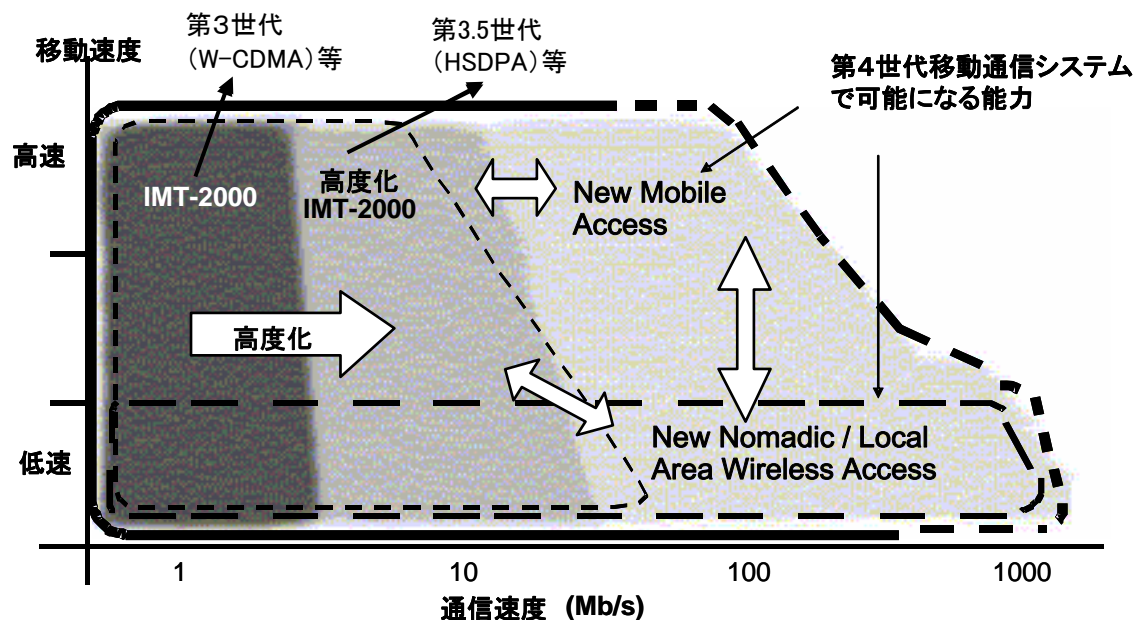 第3世代
（W-CDMA）等
第3.5世代
（HSDPA）等
移動速度
第4世代移動通信システム
で可能になる能力
高速
IMT-2000
高度化
IMT-2000
New Mobile
Access
高度化
低速
New Nomadic / Local
Area Wireless Access
1
10
100
1000
通信速度 (Mb/s)